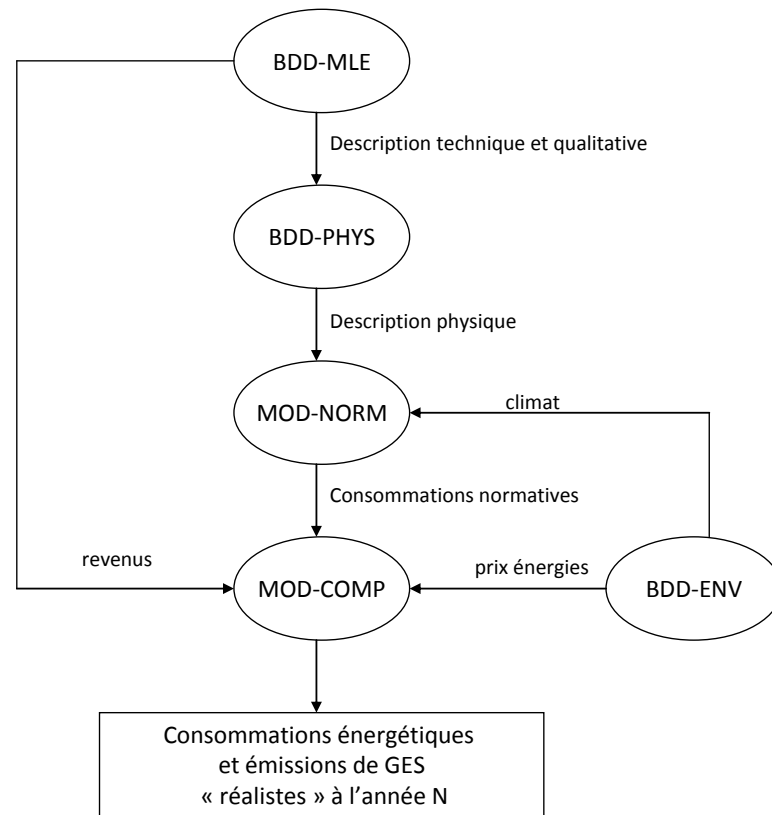 BDD-MLE
Description technique et qualitative
BDD-PHYS
Description physique
climat
MOD-NORM
Consommations normatives
revenus
prix énergies
MOD-COMP
BDD-ENV
Consommations énergétiques
et émissions de GES
« réalistes » à l’année N